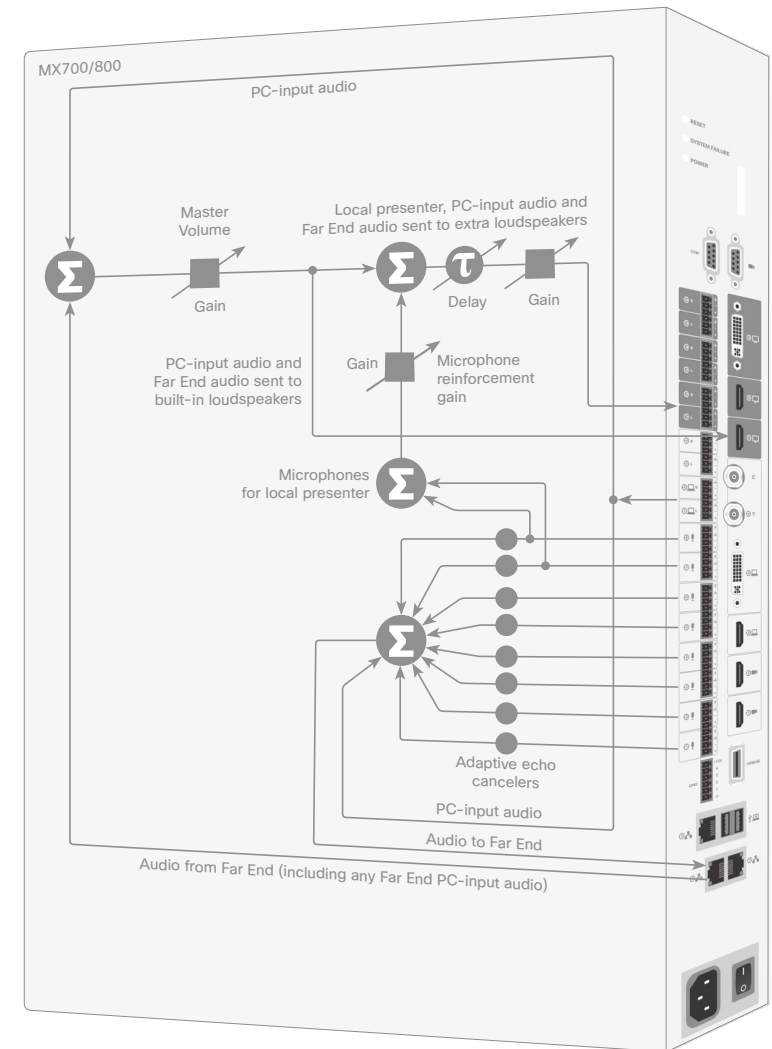 MX700/800
PC-input audio
RESET
SYSTEM FAILURE
POWER
Master
Volume
Local presenter, PC-input audio and
Far End audio sent to extra loudspeakers
Σ
Σ
τ
Gain
Delay
Gain
PC-input audio and
Far End audio sent to
built-in loudspeakers
Gain
Microphone
reinforcement
gain
Microphones
for local presenter
Σ
Σ
Adaptive echo
cancelers
PC-input audio
Audio to Far End
Audio from Far End (including any Far End PC-input audio)